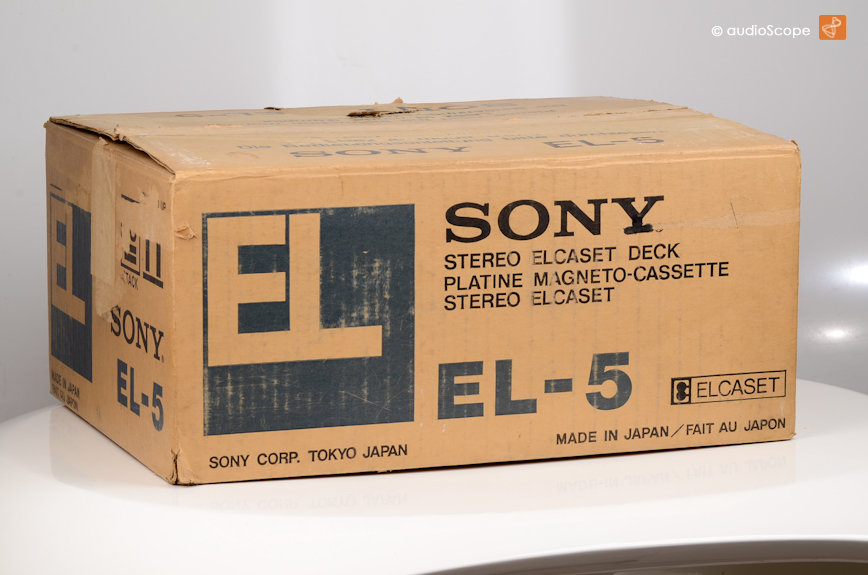 © audioScope
SONY EL-5
EL
SONY
EL-5
MADE IN JAPAN
EL
SONY
STEREO ELCASET DECK
PLATINE MAGNETO-CASSETTE
STEREO ELCASET
EL-5
ELCASET
SONY CORP. TOKYO JAPAN
MADE IN JAPAN/FAIT AU JAPON